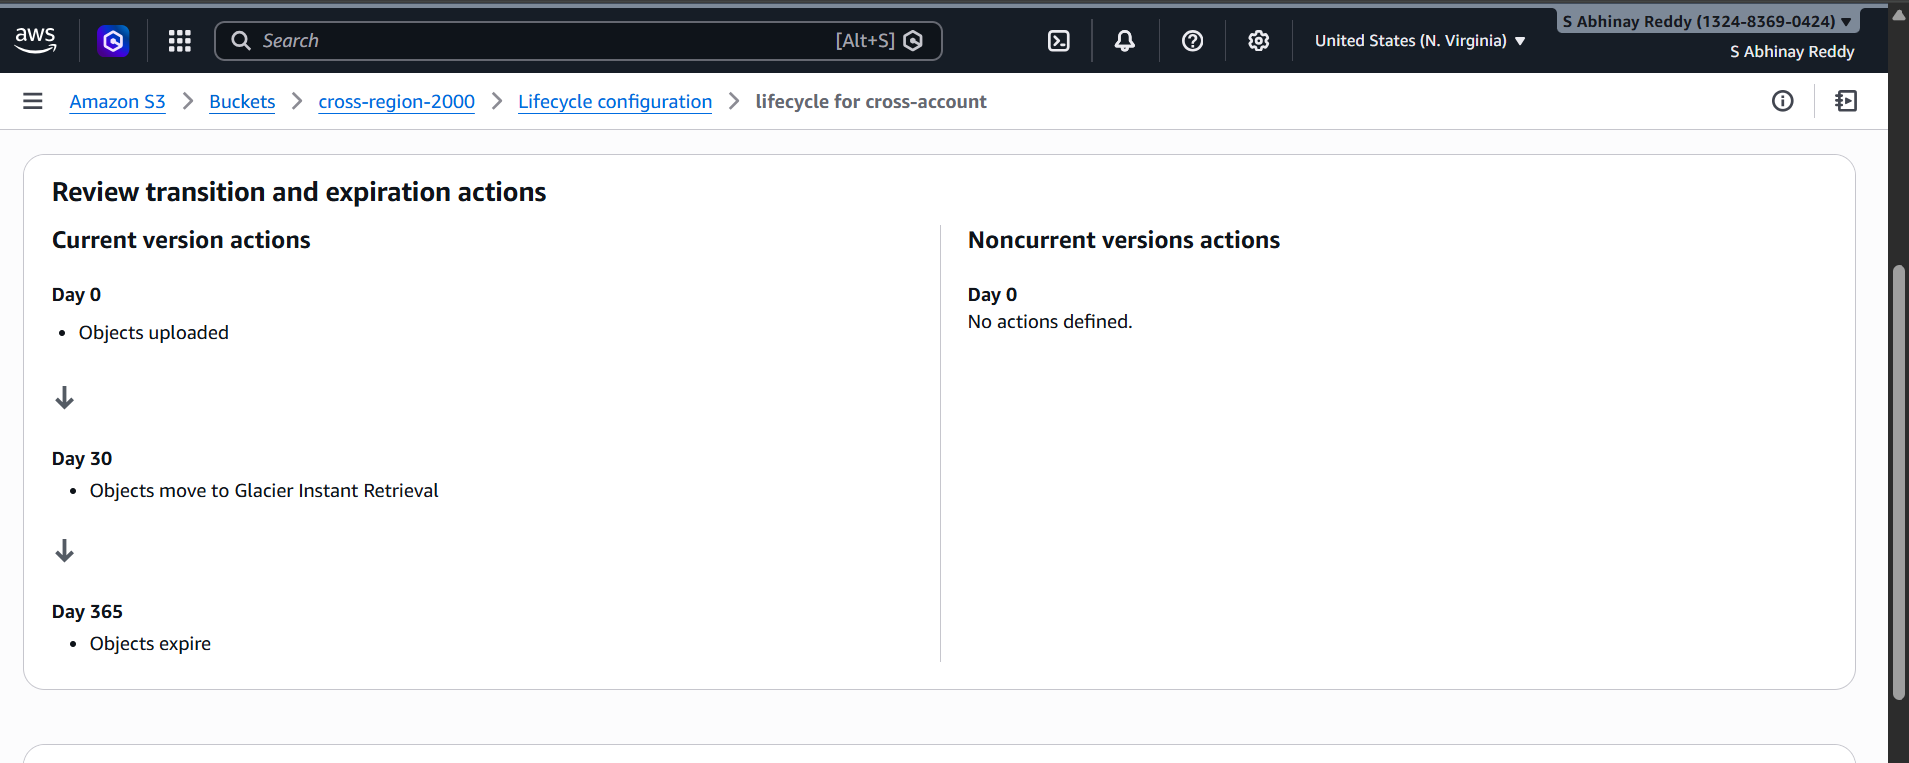 aws
Search
[Alt+S]
United States (N. Virginia)
S Abhinay Reddy (1324-8369-0424)
S Abhinay Reddy
Amazon S3
Buckets
cross-region-2000
Lifecycle configuration
lifecycle for cross-account
Review transition and expiration actions
Current version actions
Day 0
Objects uploaded
Day 30
Objects move to Glacier Instant Retrieval
Day 365
Objects expire
Noncurrent versions actions
Day 0
No actions defined.